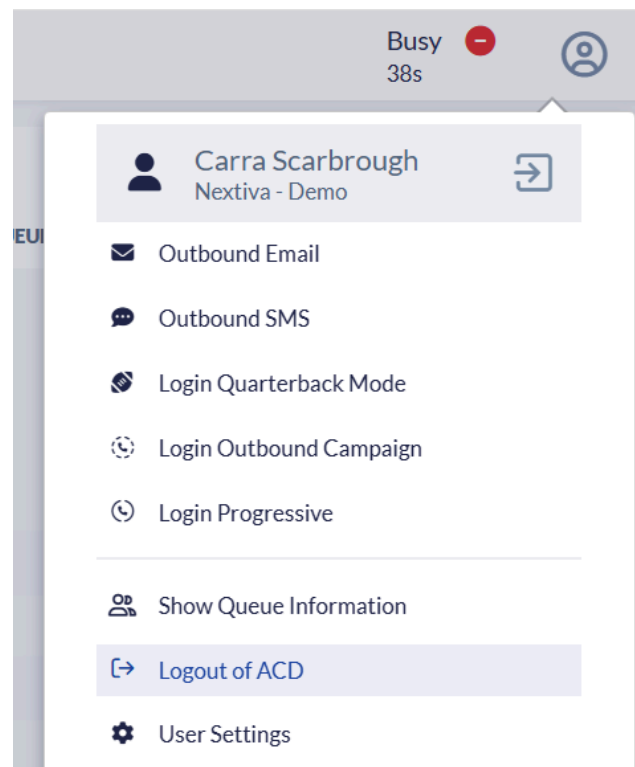 Busy
38s
Carra Scarbrough
Nextiva - Demo
Outbound Email
Outbound SMS
Login Quarterback Mode
Login Outbound Campaign
Login Progressive
Show Queue Information
Logout of ACD
User Settings